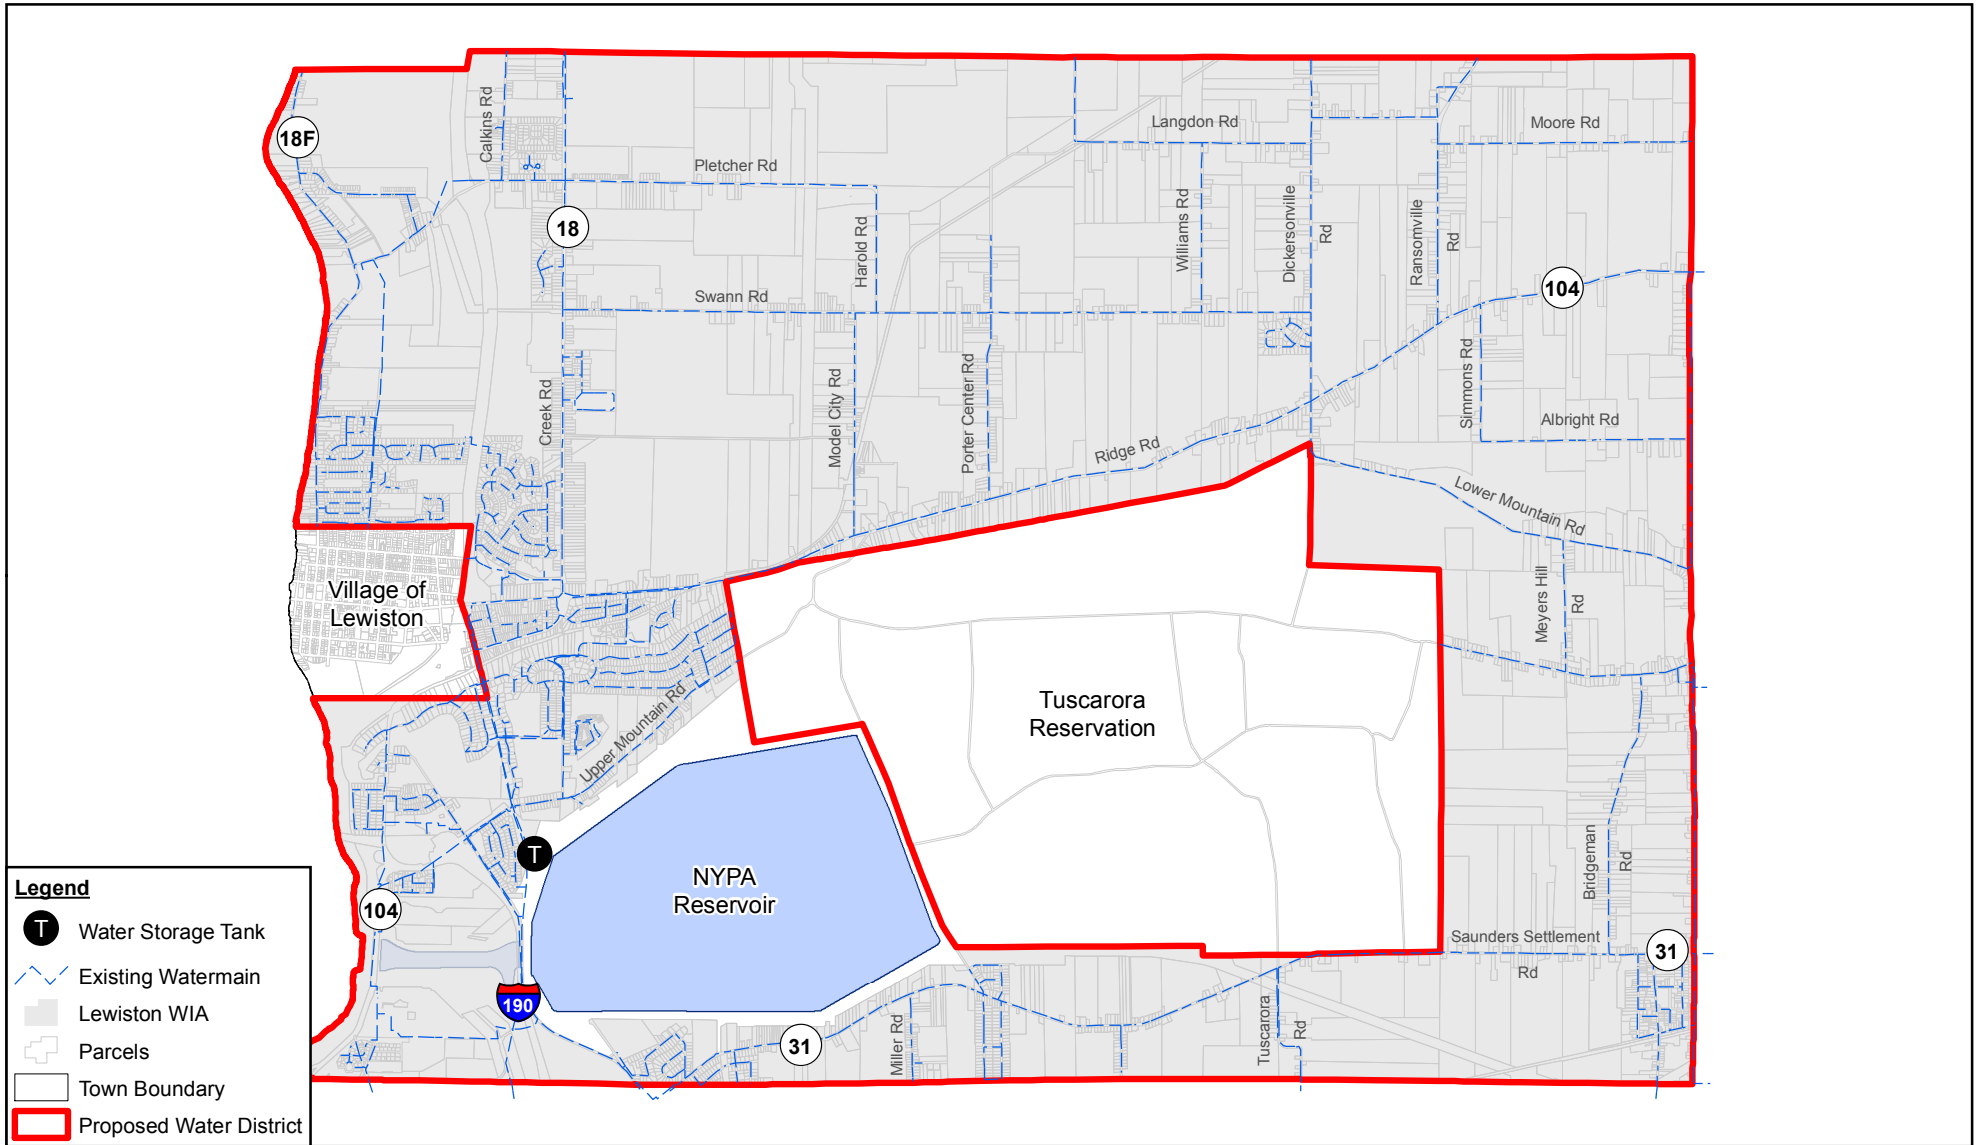 18F
Calkins Rd
Langdon Rd
Moore Rd
Pletcher Rd
18
Harold Rd
Williams Rd
Dickersonville
Rd
Ransomville
Rd
104
Swann Rd
Creek Rd
Model City Rd
Porter Center Rd
Simmons Rd
Albright Rd
Ridge Rd
Lower Mountain Rd
Village of
Lewiston
Meyers Hill
Rd
Upper Mountain Rd
Tuscarora
Reservation
T
NYPA
Reservoir
Bridgeman
Rd
104
Saunders Settlement
Rd
31
190
31
Miller Rd
Tuscarora
Rd
Legend
T
Water Storage Tank
Existing Watermain
Lewiston WIA
Parcels
Town Boundary
Proposed Water District